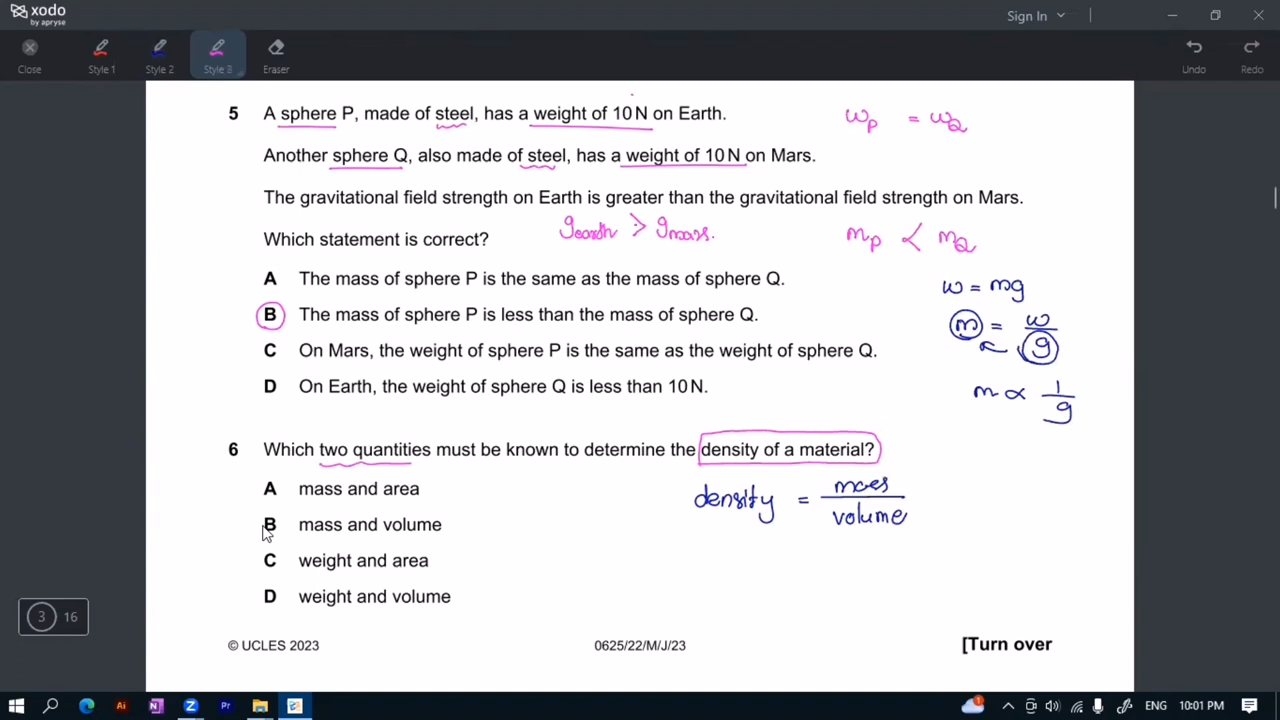 xodo
by apryse
Sign In
Close
Style 1
Style 2
Style 3
Eraser
Undo
Redo
5 A sphere P, made of steel, has a weight of 10 N on Earth.
wP = wQ
Another sphere Q, also made of steel, has a weight of 10 N on Mars.
The gravitational field strength on Earth is greater than the gravitational field strength on Mars.
gearth > gmars.
mP < mQ
Which statement is correct?
A The mass of sphere P is the same as the mass of sphere Q.
w = mg
B The mass of sphere P is less than the mass of sphere Q.
m = w/g
C On Mars, the weight of sphere P is the same as the weight of sphere Q.
D On Earth, the weight of sphere Q is less than 10 N.
m ∝ 1/g
6 Which two quantities must be known to determine the density of a material?
A mass and area
density = mass/volume
B mass and volume
C weight and area
D weight and volume
3 16
© UCLES 2023
0625/22/M/J/23
[Turn over
Ai
N
Z
Pr
1
ENG
10:01 PM